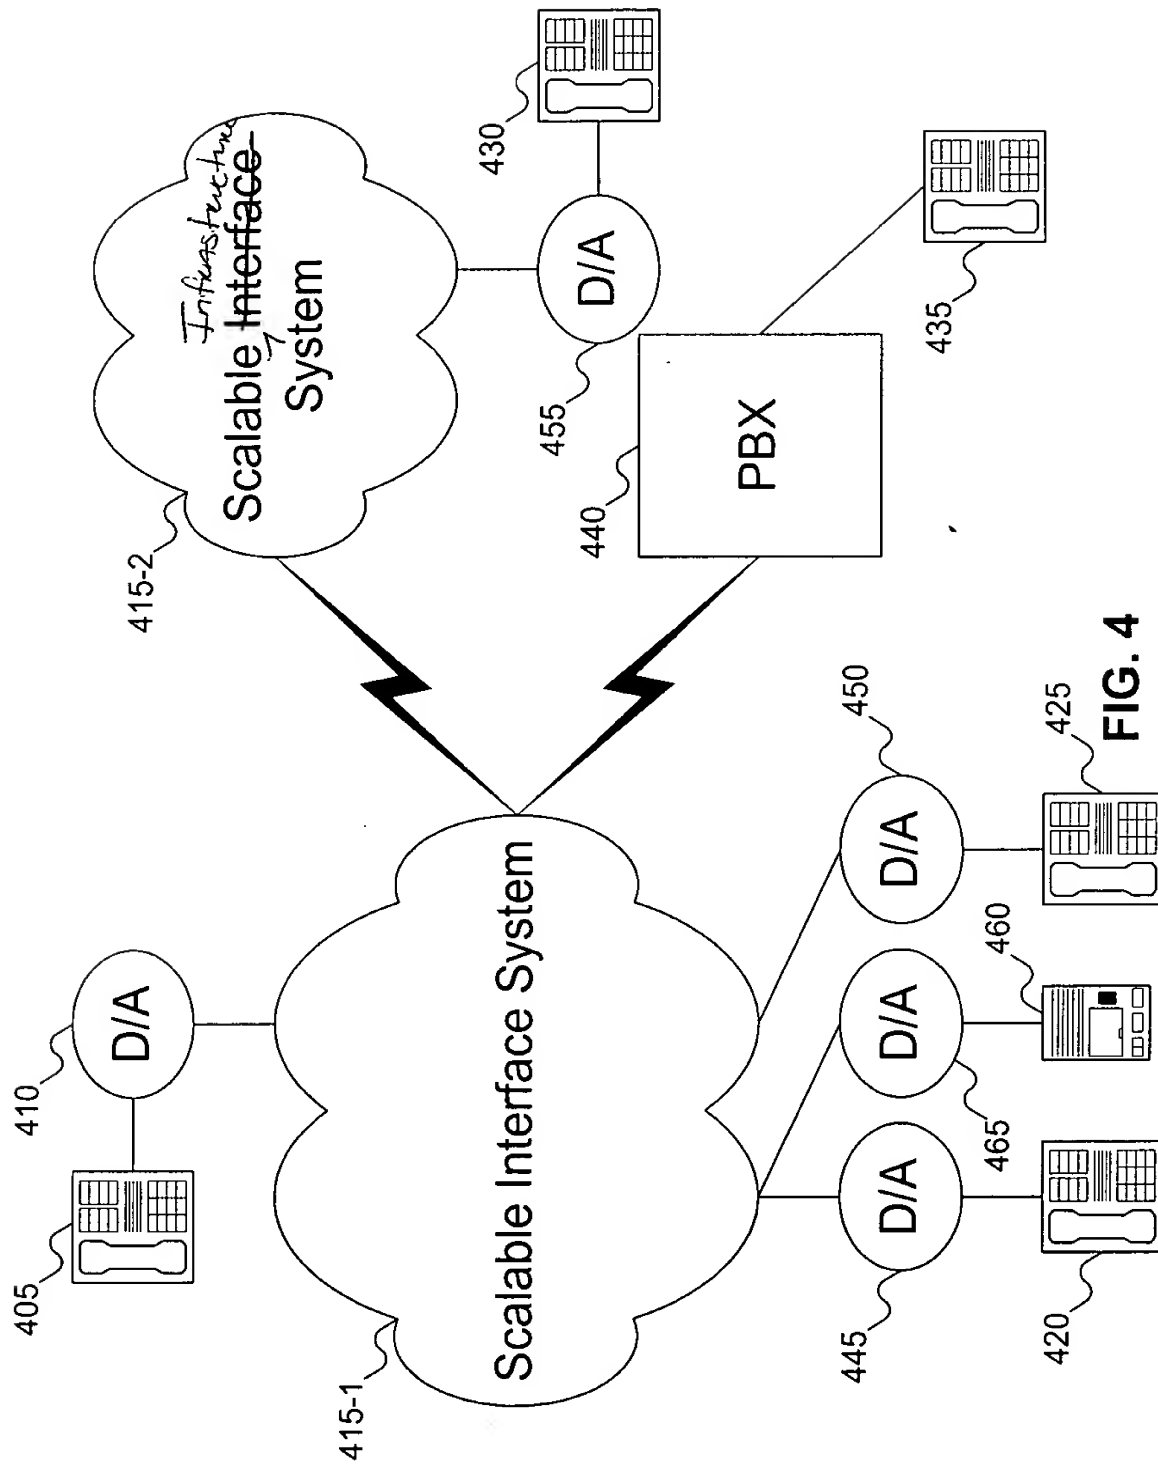 405
410
D/A
415-2
Infrastructure
Scalable Interface
System
415-1
430
Scalable Interface System
455
D/A
440
PBX
445
450
D/A
D/A
D/A
435
465
460
420
425
FIG. 4